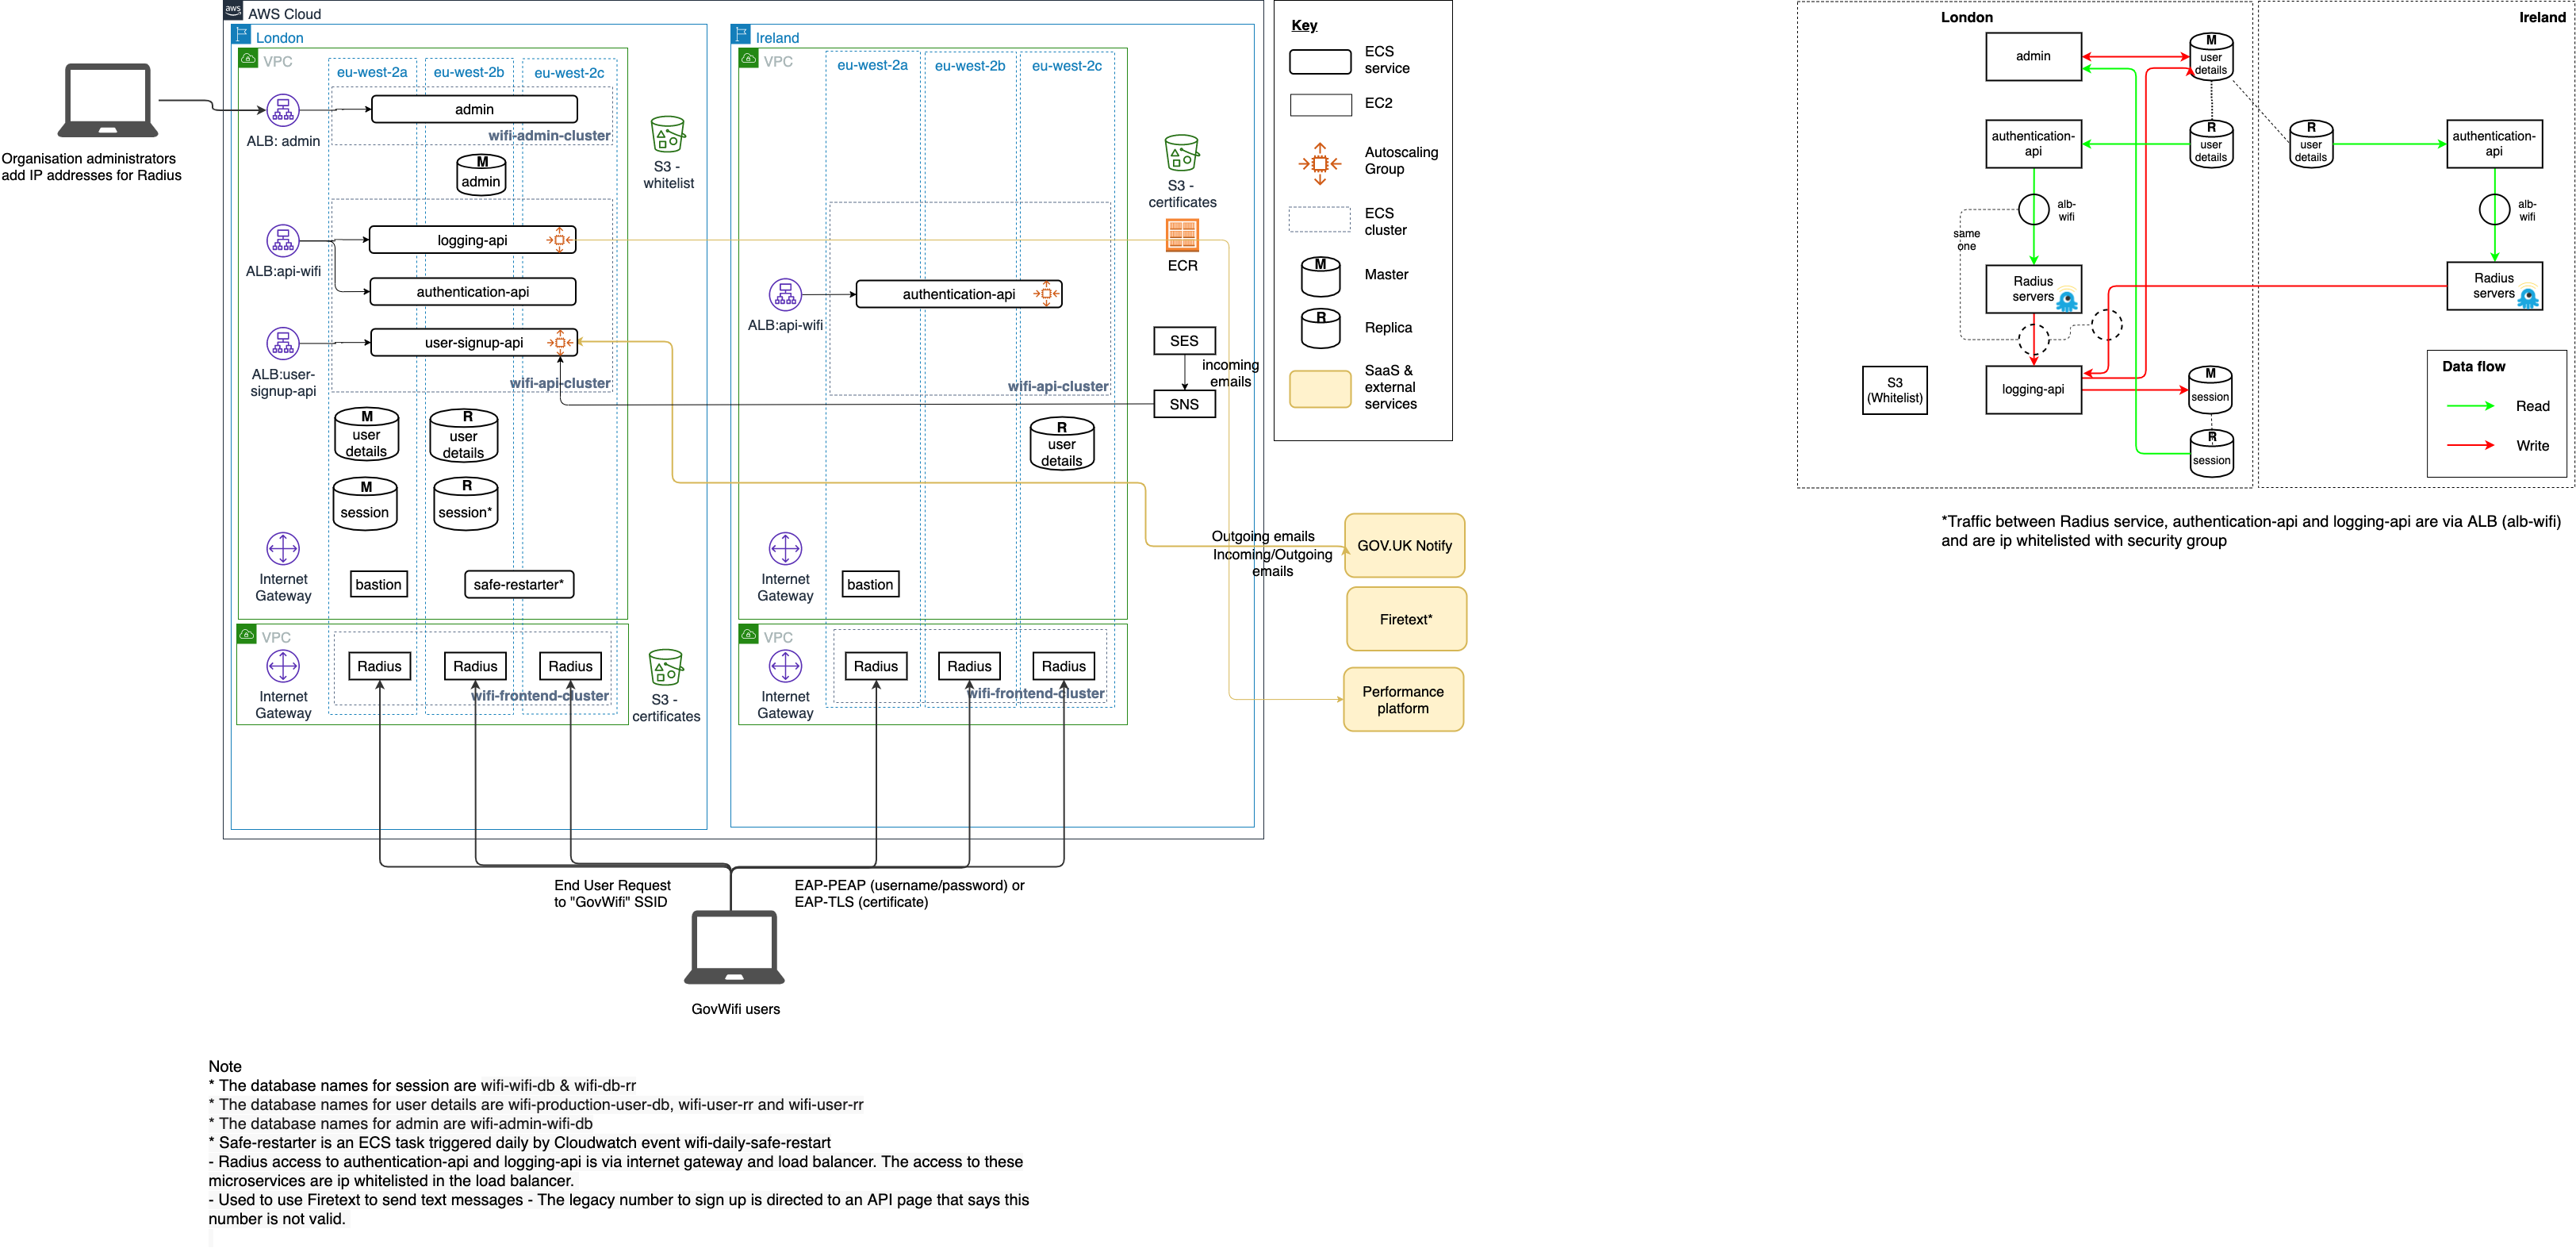 aws
AWS Cloud
London
VPC
eu-west-2a
eu-west-2b
eu-west-2c
Organisation administrators
add IP addresses for Radius
ALB: admin
admin
wifi-admin-cluster
M
admin
S3 -
whitelist
ALB:api-wifi
logging-api
authentication-api
ALB:user-
signup-api
user-signup-api
wifi-api-cluster
M
user
details
R
user
details
M
session
R
session*
Internet
Gateway
bastion
safe-restarter*
VPC
Internet
Gateway
Radius
Radius
Radius
wifi-frontend-cluster
S3 -
certificates
Ireland
VPC
eu-west-2a
eu-west-2b
eu-west-2c
S3 -
certificates
ECR
ALB:api-wifi
authentication-api
wifi-api-cluster
SES
incoming
emails
SNS
R
user
details
Internet
Gateway
bastion
VPC
Internet
Gateway
Radius
Radius
Radius
wifi-frontend-cluster
Outgoing emails
Incoming/Outgoing
emails
GOV.UK Notify
Firetext*
Performance
platform
Key
ECS
service
EC2
Autoscaling
Group
ECS
cluster
M
Master
R
Replica
SaaS &
external
services
End User Request
to "GovWifi" SSID
EAP-PEAP (username/password) or
EAP-TLS (certificate)
GovWifi users
Note
* The database names for session are wifi-wifi-db & wifi-db-rr
* The database names for user details are wifi-production-user-db, wifi-user-rr and wifi-user-rr
* The database names for admin are wifi-admin-wifi-db
* Safe-restarter is an ECS task triggered daily by Cloudwatch event wifi-daily-safe-restart
- Radius access to authentication-api and logging-api is via internet gateway and load balancer. The access to these
microservices are ip whitelisted in the load balancer.
- Used to use Firetext to send text messages - The legacy number to sign up is directed to an API page that says this
number is not valid.
London
Ireland
admin
M
user
details
authentication-
api
R
user
details
R
user
details
authentication-
api
alb-
wifi
alb-
wifi
same
one
Radius
servers
Radius
servers
S3
(Whitelist)
logging-api
M
session
R
session
Data flow
Read
Write
*Traffic between Radius service, authentication-api and logging-api are via ALB (alb-wifi)
and are ip whitelisted with security group